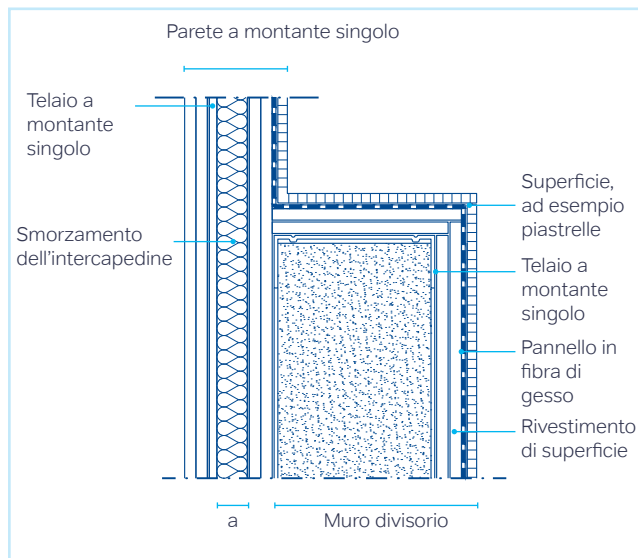 Parete a montante singolo
Telaio a
montante
singolo
Smorzamento
dell'intercapedine
Superficie,
ad esempio
piastrelle
Telaio a
montante
singolo
Pannello in
fibra di
gesso
Rivestimento
di superficie
a
Muro divisorio